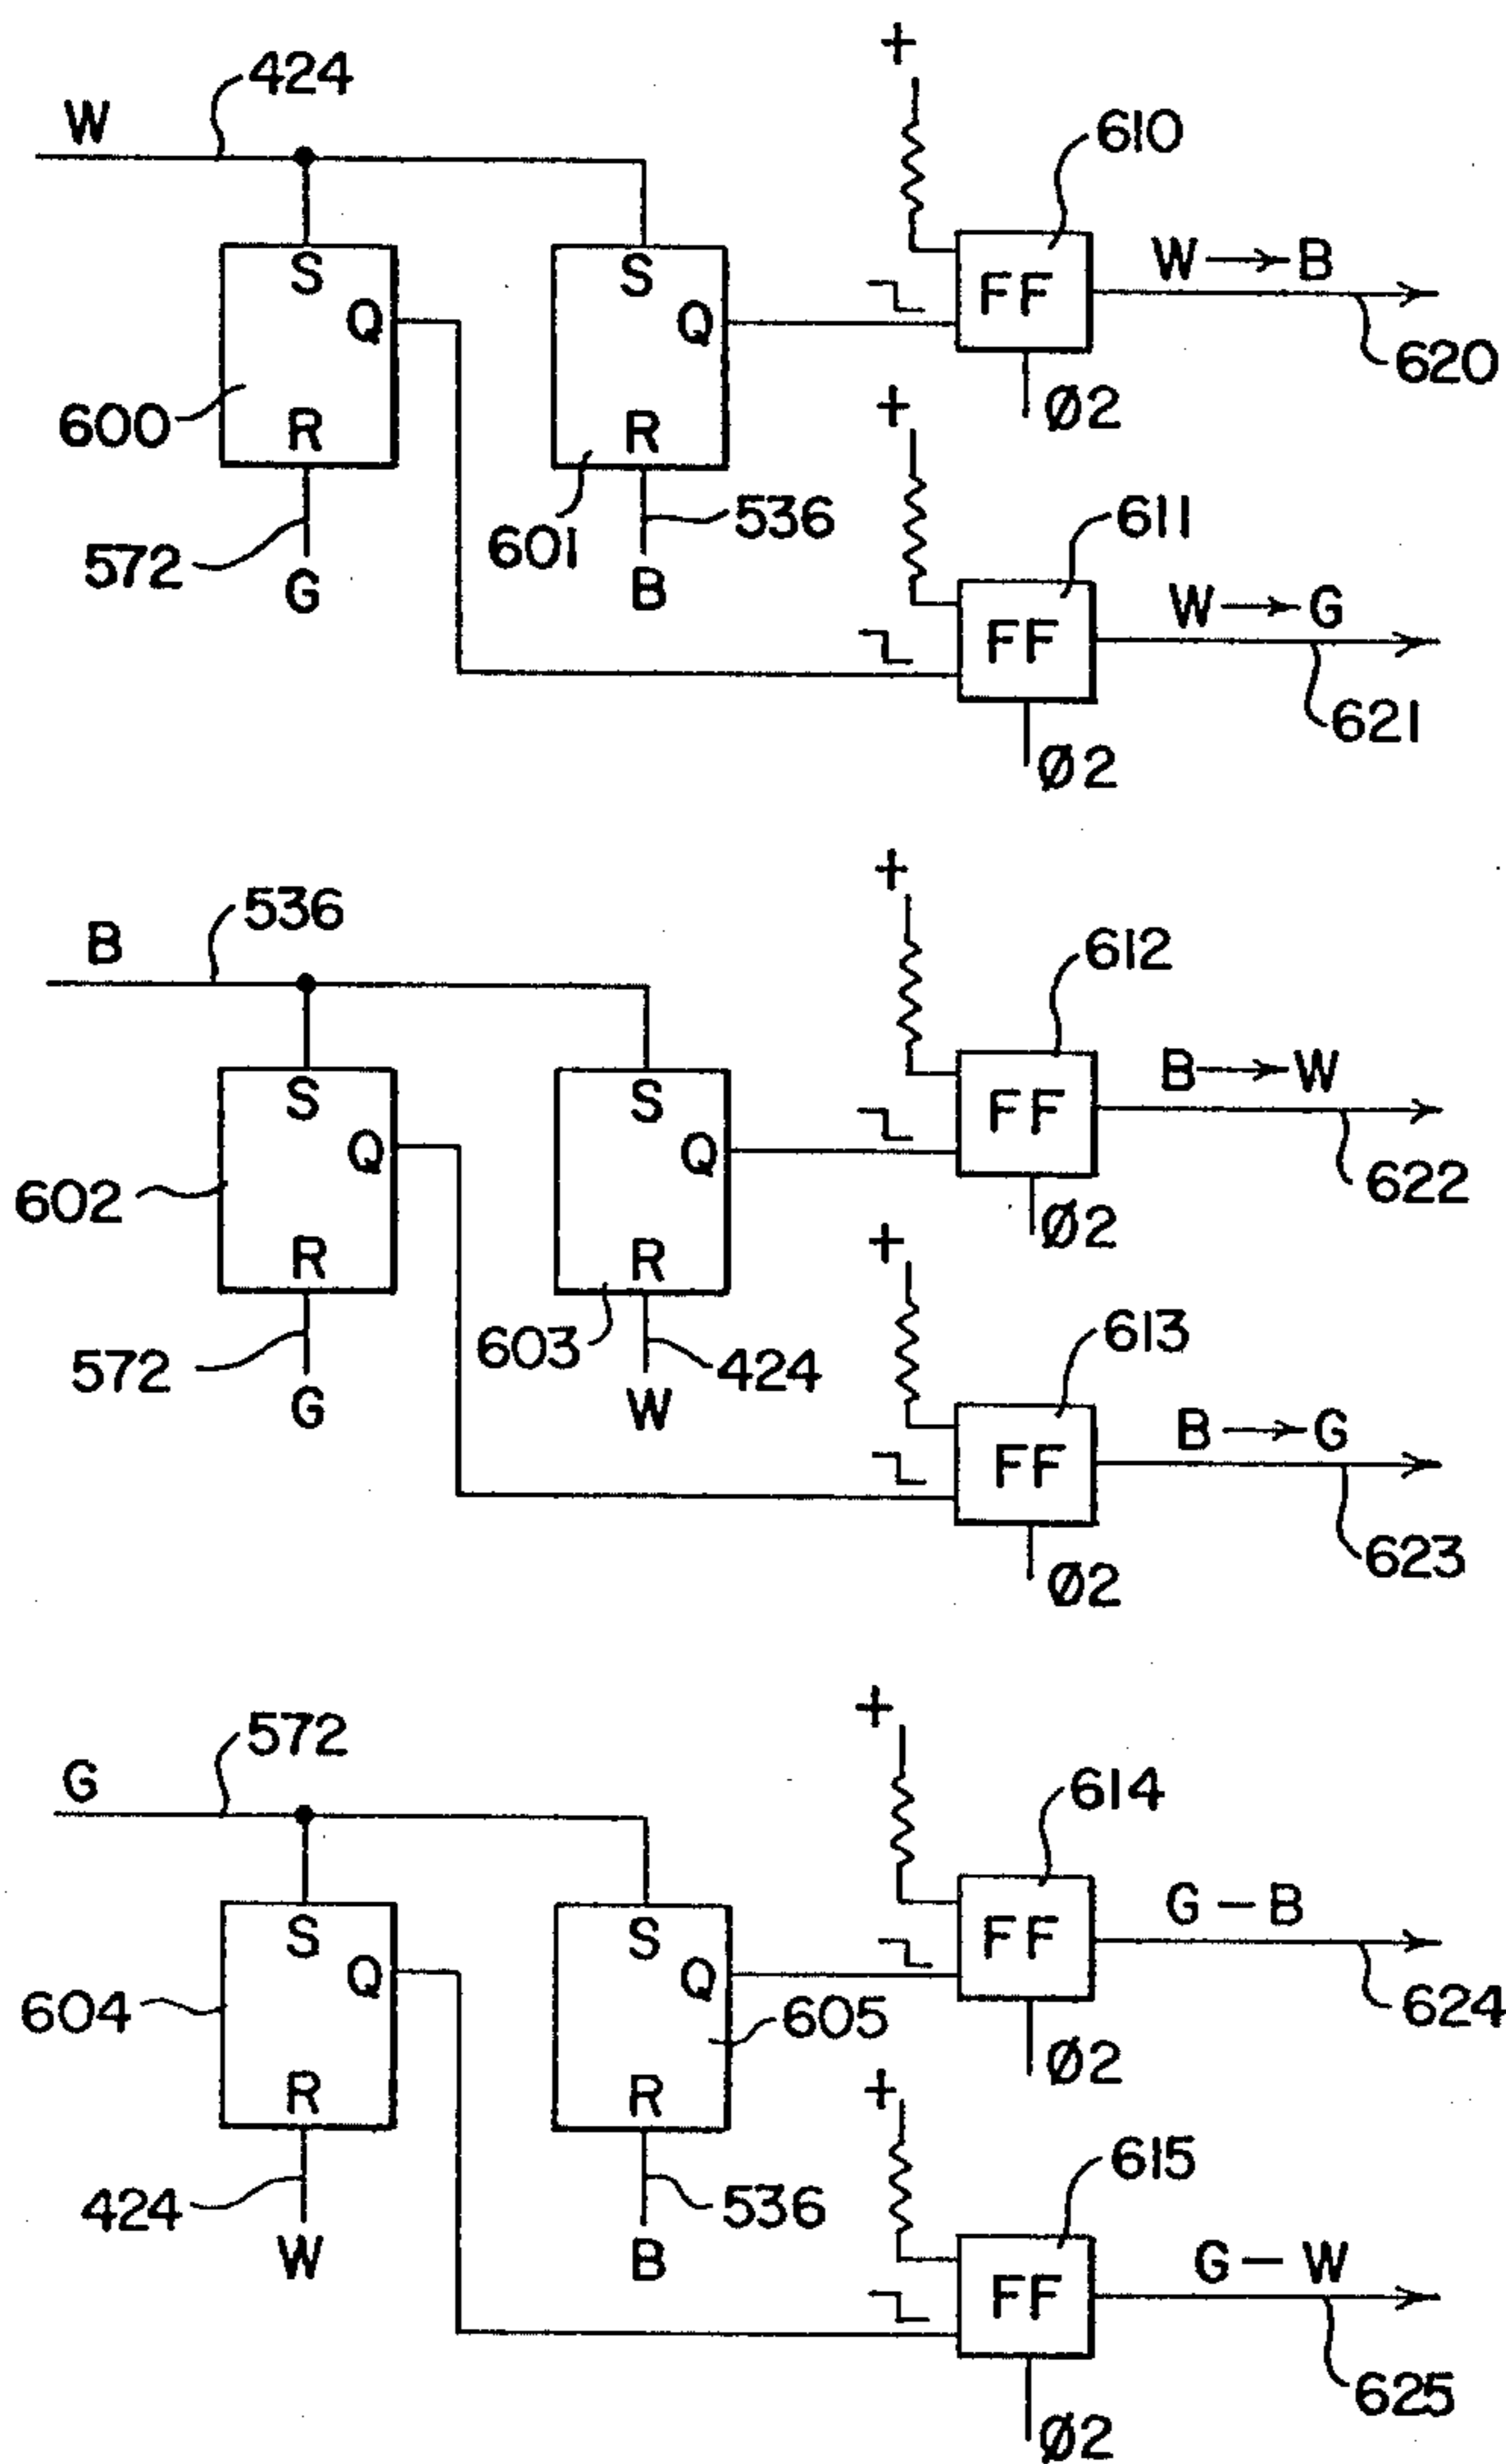 +
424
W
610
S
S
W → B
Q
Q
FF
620
600
R
R
+
Ø2
572
601
536
611
G
B
W → G
FF
621
Ø2
+
536
B
612
S
S
B → W
Q
Q
FF
602
622
R
R
+
Ø2
572
603
424
613
G
W
B → G
FF
623
Ø2
+
572
G
614
S
S
G – B
Q
Q
FF
604
605
624
R
R
+
Ø2
424
536
615
W
B
G – W
FF
625
Ø2